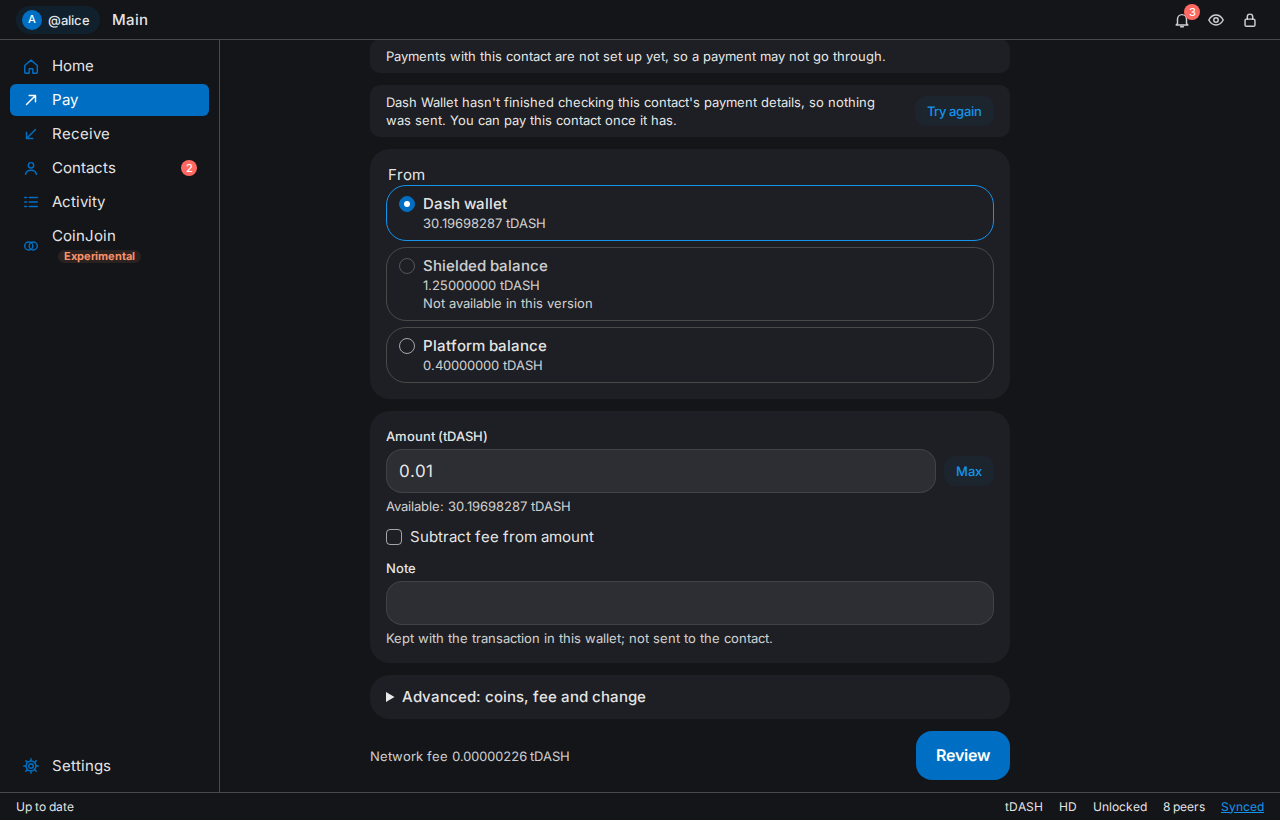 A @alice Main 3
Payments with this contact are not set up yet, so a payment may not go through.
Dash Wallet hasn't finished checking this contact's payment details, so nothing
was sent. You can pay this contact once it has.
Try again
Home
Pay
Receive
Contacts 2
Activity
CoinJoin
Experimental
Settings
From
Dash wallet
30.19698287 tDASH
Shielded balance
1.25000000 tDASH
Not available in this version
Platform balance
0.40000000 tDASH
Amount (tDASH)
0.01
Max
Available: 30.19698287 tDASH
Subtract fee from amount
Note
Kept with the transaction in this wallet; not sent to the contact.
Advanced: coins, fee and change
Network fee 0.00000226 tDASH
Review
Up to date
tDASH HD Unlocked 8 peers Synced